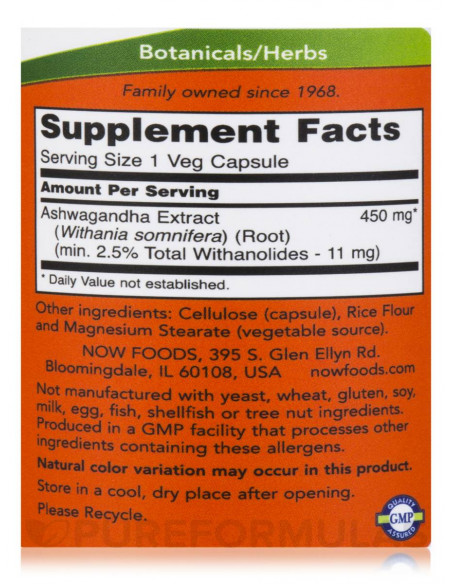 Botanicals/Herbs
Family owned since 1968.
Supplement Facts
Serving Size 1 Veg Capsule
Amount Per Serving
Ashwagandha Extract 450 mg*
(Withania somnifera) (Root)
(min. 2.5% Total Withanolides - 11 mg)
* Daily Value not established.
Other ingredients: Cellulose (capsule), Rice Flour
and Magnesium Stearate (vegetable source).
NOW FOODS, 395 S. Glen Ellyn Rd.
Bloomingdale, IL 60108, USA nowfoods.com
Not manufactured with yeast, wheat, gluten, soy,
milk, egg, fish, shellfish or tree nut ingredients.
Produced in a GMP facility that processes other
ingredients containing these allergens.
Natural color variation may occur in this product.
Store in a cool, dry place after opening.
Please Recycle.
QUALITY
GMP
ASSURED
PUREFORMULA